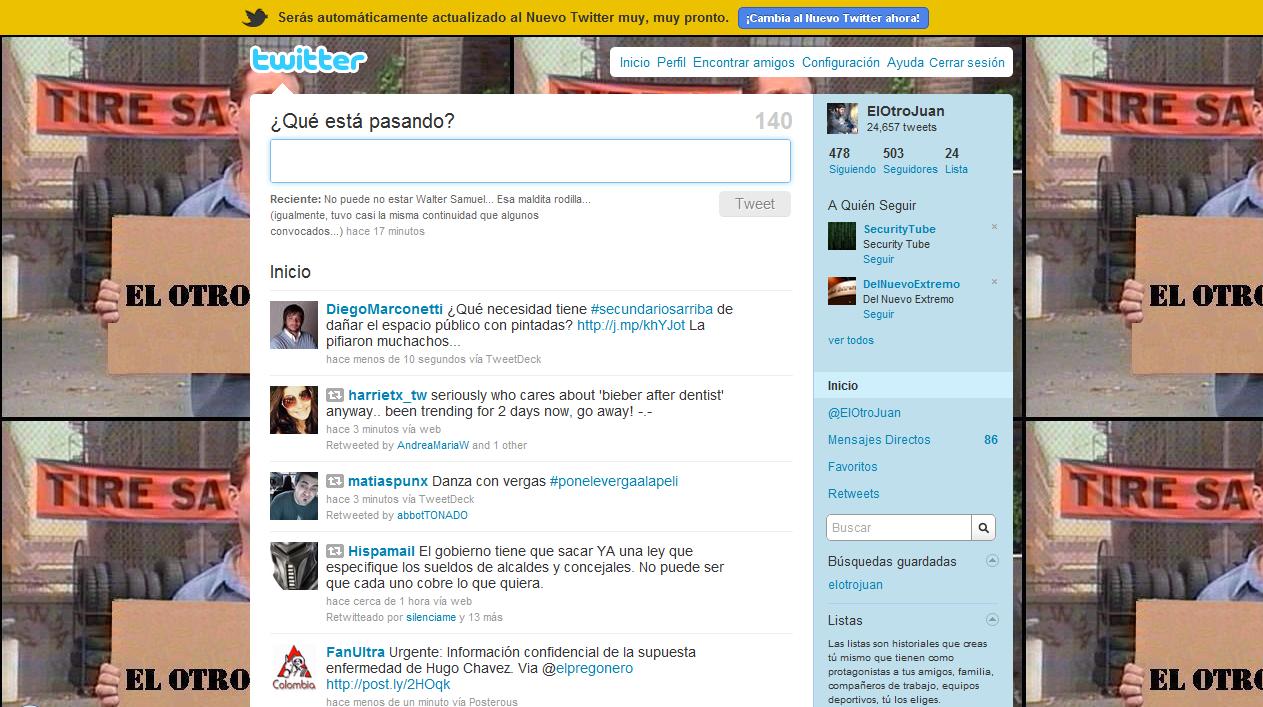 Serás automáticamente actualizado al Nuevo Twitter muy, muy pronto. ¡Cambia al Nuevo Twitter ahora!
twitter
Inicio Perfil Encontrar amigos Configuración Ayuda Cerrar sesión
¿Qué está pasando? 140
Reciente: No puede no estar Walter Samuel... Esa maldita rodilla...
(igualmente, tuvo casi la misma continuidad que algunos
convocados...) hace 17 minutos
Tweet
Inicio
DiegoMarconetti ¿Qué necesidad tiene #secundariosarriba de
dañar el espacio público con pintadas? http://j.mp/khYJot La
pifiaron muchachos...
hace menos de 10 segundos vía TweetDeck
harrietx_tw seriously who cares about 'bieber after dentist'
anyway.. been trending for 2 days now, go away! -.-
hace 3 minutos vía web
Retweeted by AndreaMariaW and 1 other
matiaspunx Danza con vergas #ponelevergaalapeli
hace 3 minutos vía TweetDeck
Retweeted by abbotTONADO
Hispamail El gobierno tiene que sacar YA una ley que
especifique los sueldos de alcaldes y concejales. No puede ser
que cada uno cobre lo que quiera.
hace cerca de 1 hora vía web
Retwitteado por silenciame y 13 más
Colombia
FanUltra Urgente: Información confidencial de la supuesta
enfermedad de Hugo Chavez. Via @elpregonero
http://post.ly/2HOqk
hace menos de un minuto vía Posterous
ElOtroJuan
24,657 tweets
478 503 24
Siguiendo Seguidores Lista
A Quién Seguir
SecurityTube ×
Security Tube
Seguir
DelNuevoExtremo ×
Del Nuevo Extremo
Seguir
ver todos
Inicio
@ElOtroJuan
Mensajes Directos 86
Favoritos
Retweets
Buscar
Búsquedas guardadas
elotrojuan
Listas
Las listas son historiales que creas
tú mismo que tienen como
protagonistas a tus amigos, familia,
compañeros de trabajo, equipos
deportivos, tú los eliges.
TIRE SA
EL OTRO
TIRE SA
EL OTRO
TIRE SA
EL OTRO
TIRE SA
EL OTRO